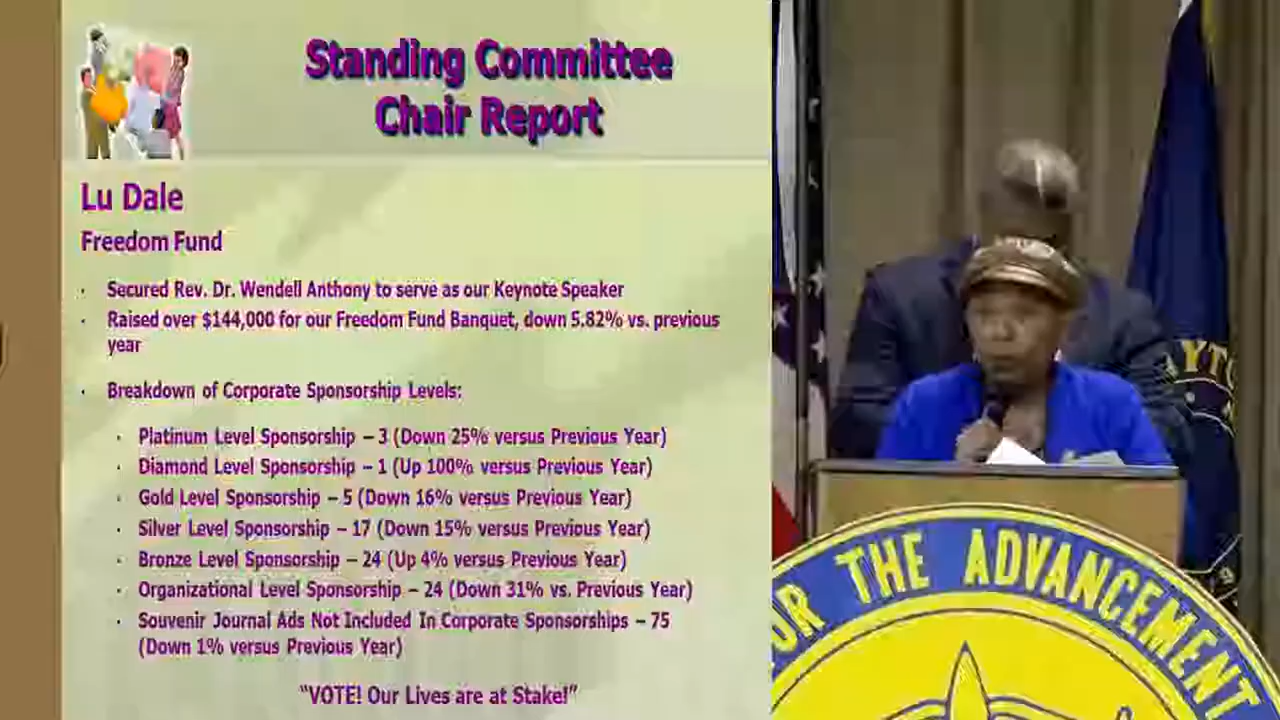 Standing Committee
Chair Report
Lu Dale
Freedom Fund
· Secured Rev. Dr. Wendell Anthony to serve as our Keynote Speaker
· Raised over $144,000 for our Freedom Fund Banquet, down 5.82% vs. previous
year
· Breakdown of Corporate Sponsorship Levels:
· Platinum Level Sponsorship – 3 (Down 25% versus Previous Year)
· Diamond Level Sponsorship – 1 (Up 100% versus Previous Year)
· Gold Level Sponsorship – 5 (Down 16% versus Previous Year)
· Silver Level Sponsorship – 17 (Down 15% versus Previous Year)
· Bronze Level Sponsorship – 24 (Up 4% versus Previous Year)
· Organizational Level Sponsorship – 24 (Down 31% vs. Previous Year)
· Souvenir Journal Ads Not Included In Corporate Sponsorships – 75
(Down 1% versus Previous Year)
“VOTE! Our Lives are at Stake!”
AYTO
OR THE ADVANCEMENT